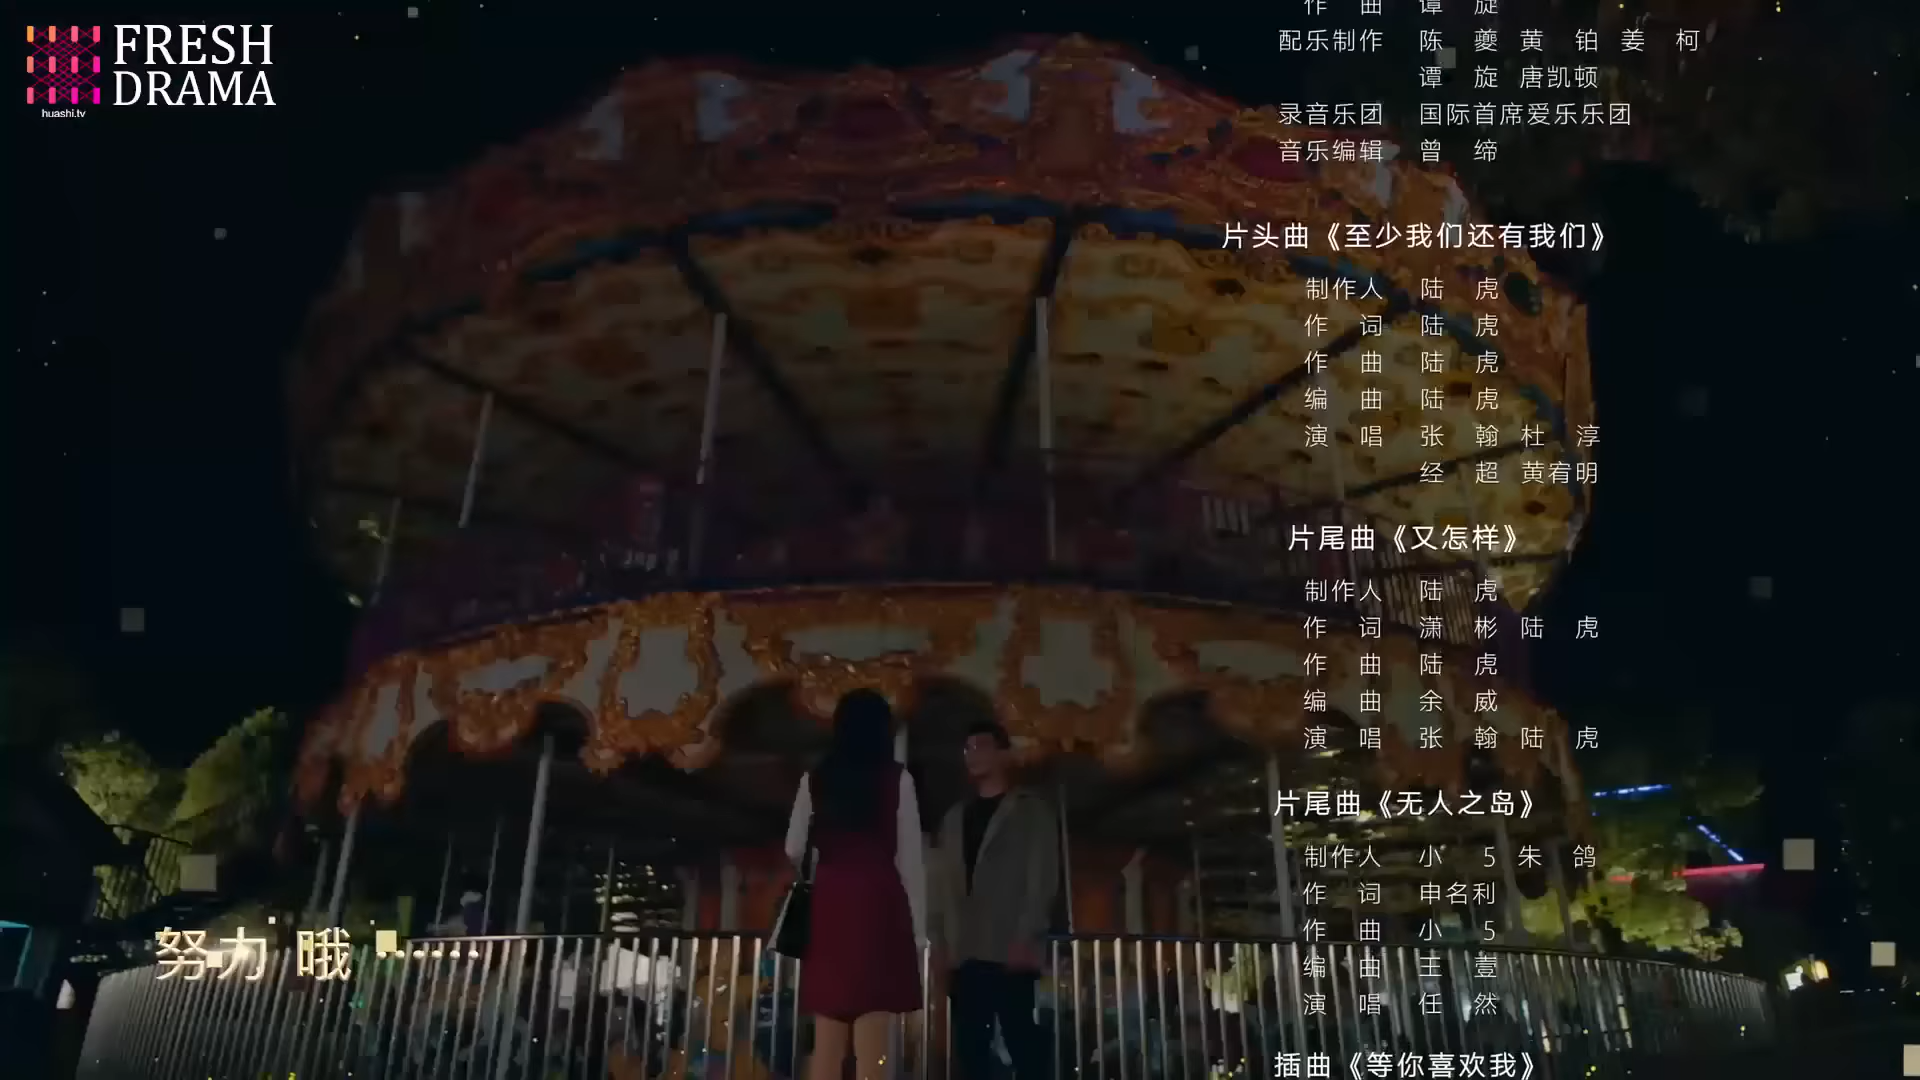 FRESH
DRAMA
huashi.tv
作 曲 谭 旋
配乐制作 陈 夔 黄 铂 姜 柯
谭 旋 唐凯顿
录音乐团 国际首席爱乐乐团
音乐编辑 曾 缔
片头曲《至少我们还有我们》
制作人 陆 虎
作 词 陆 虎
作 曲 陆 虎
编 曲 陆 虎
演 唱 张 翰 杜 淳
经 超 黄宥明
片尾曲《又怎样》
制作人 陆 虎
作 词 潇 彬 陆 虎
作 曲 陆 虎
编 曲 余 威
演 唱 张 翰 陆 虎
片尾曲《无人之岛》
制作人 小 5 朱 鸽
作 词 申名利
作 曲 小 5
编 曲 王 壹
演 唱 任 然
插曲《等你喜欢我》
努力 哦